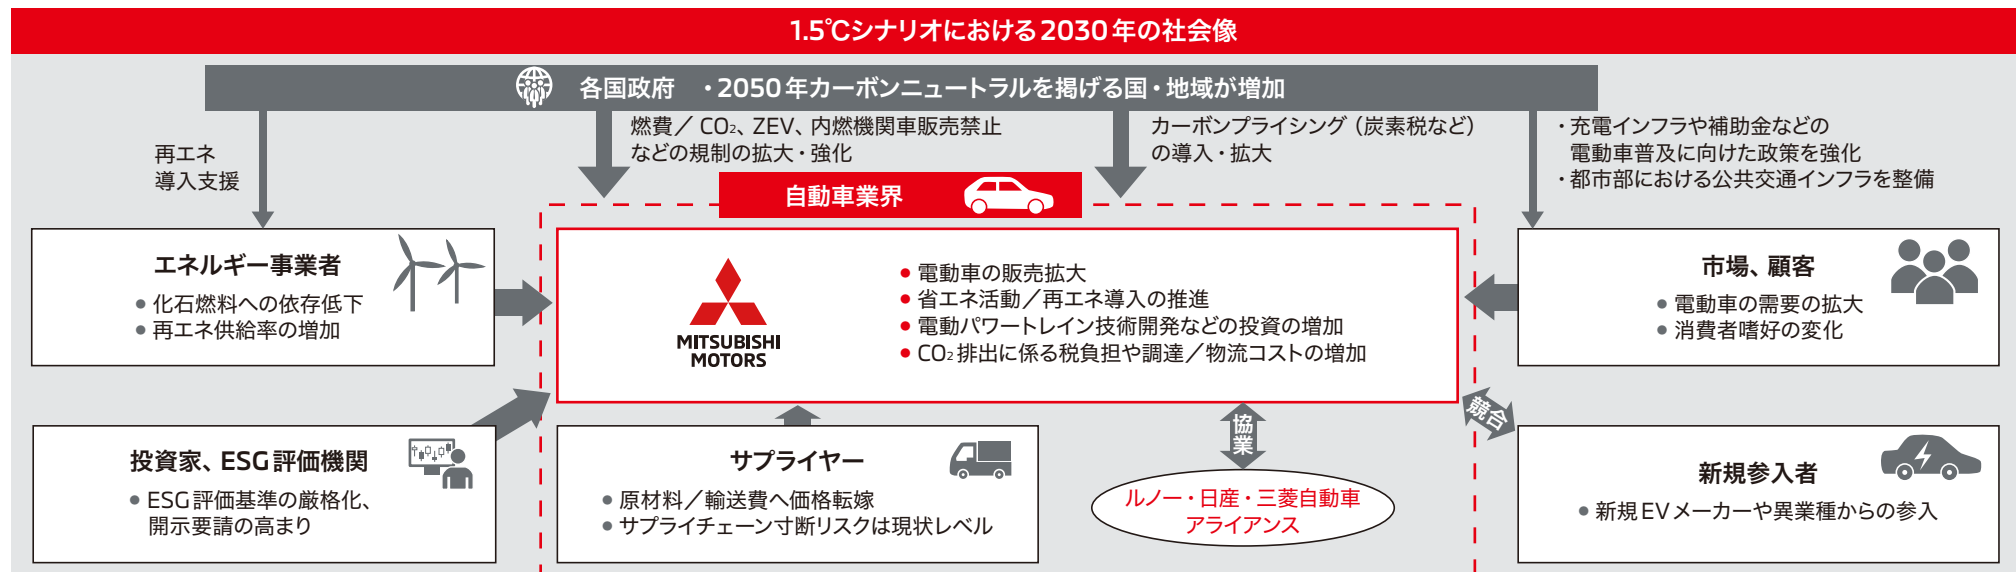 1.5℃シナリオにおける2030年の社会像
各国政府 ・2050年カーボンニュートラルを掲げる国・地域が増加
再エネ
導入支援
燃費／CO₂、ZEV、内燃機関車販売禁止
などの規制の拡大・強化
カーボンプライシング（炭素税など）
の導入・拡大
・充電インフラや補助金などの
電動車普及に向けた政策を強化
・都市部における公共交通インフラを整備
自動車業界
エネルギー事業者
● 化石燃料への依存低下
● 再エネ供給率の増加
MITSUBISHI
MOTORS
● 電動車の販売拡大
● 省エネ活動／再エネ導入の推進
● 電動パワートレイン技術開発などの投資の増加
● CO₂排出に係る税負担や調達／物流コストの増加
市場、顧客
● 電動車の需要の拡大
● 消費者嗜好の変化
投資家、ESG評価機関
● ESG評価基準の厳格化、
開示要請の高まり
サプライヤー
● 原材料／輸送費へ価格転嫁
● サプライチェーン寸断リスクは現状レベル
協業
ルノー・日産・三菱自動車
アライアンス
競合
新規参入者
● 新規EVメーカーや異業種からの参入